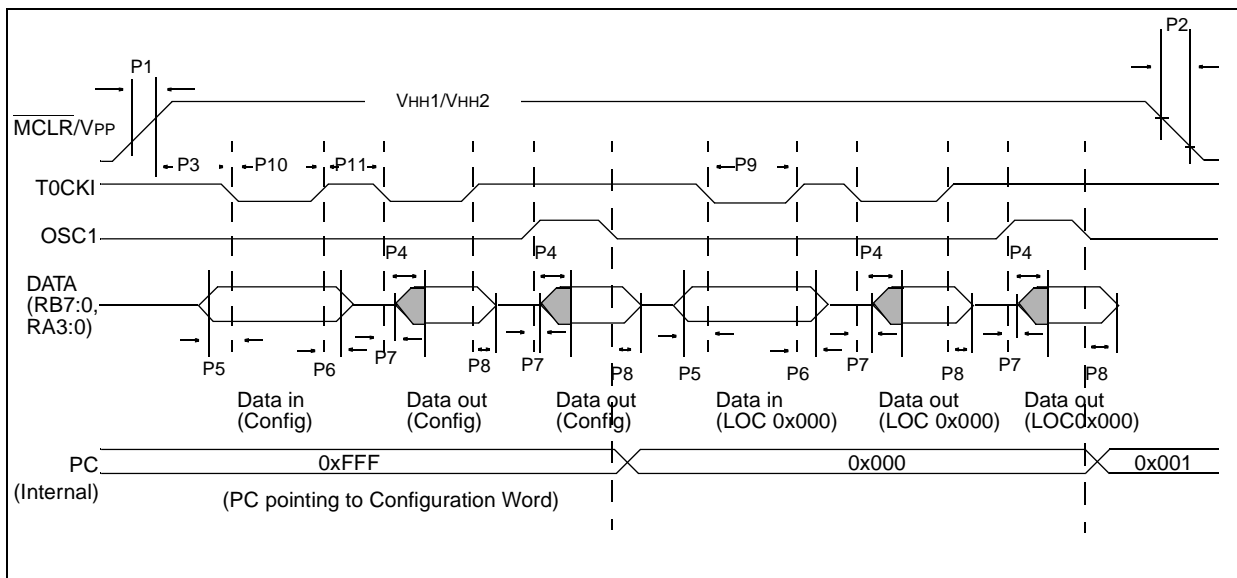 P2
P1
VHH1/VHH2
MCLR/VPP
P3 P10 P11 P9
T0CKI
OSC1
P4 P4 P4 P4
DATA
(RB7:0,
RA3:0)
P5 P6 P7 P8 P7 P8 P5 P6 P7 P8 P7 P8
Data in Data out Data out Data in Data out Data out
(Config) (Config) (Config) (LOC 0x000) (LOC 0x000) (LOC0x000)
PC 0xFFF 0x000 0x001
(Internal)
(PC pointing to Configuration Word)